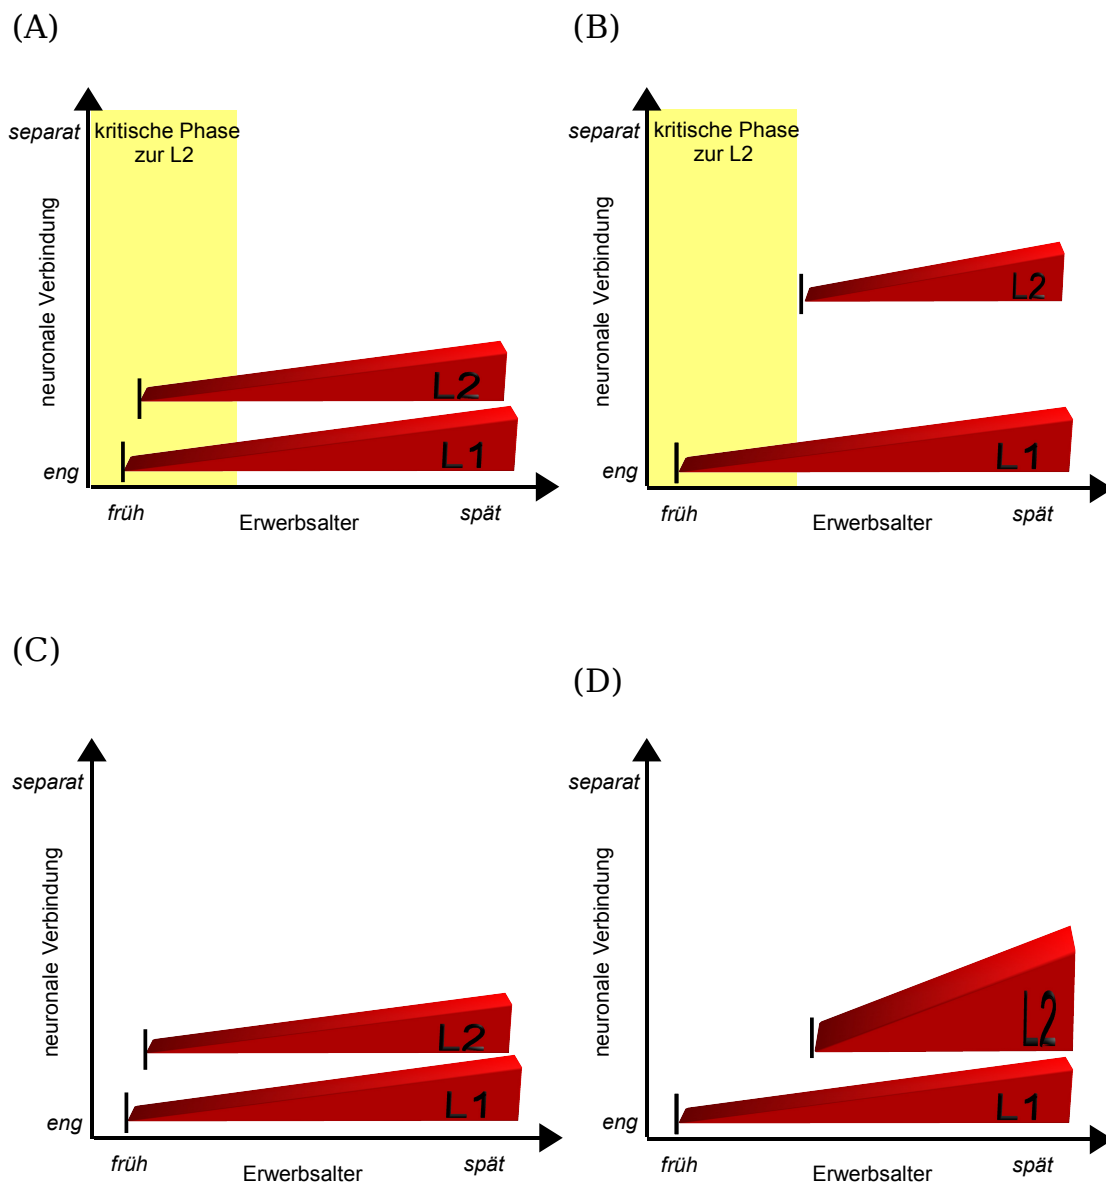 (A)
separat
kritische Phase
zur L2
neuronale Verbindung
L2
L1
eng
früh
Erwerbsalter
spät
(B)
separat
kritische Phase
zur L2
neuronale Verbindung
L2
L1
eng
früh
Erwerbsalter
spät
(C)
separat
neuronale Verbindung
L2
L1
eng
früh
Erwerbsalter
spät
(D)
separat
neuronale Verbindung
L2
L1
eng
früh
Erwerbsalter
spät